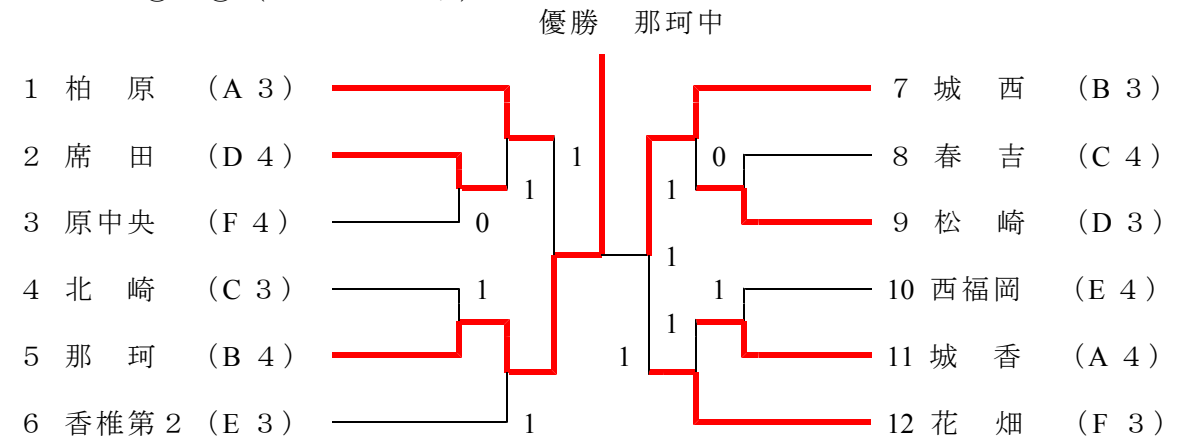 優勝 那珂中
1 柏 原 (A 3) 7 城 西 (B 3)
2 席 田 (D 4) 1 0 8 春 吉 (C 4)
1 1
3 原中央 (F 4) 0 9 松 崎 (D 3)
1
4 北 崎 (C 3) 1 1 10 西福岡 (E 4)
1
5 那 珂 (B 4) 1 11 城 香 (A 4)
6 香椎第2 (E 3) 1 12 花 畑 (F 3)